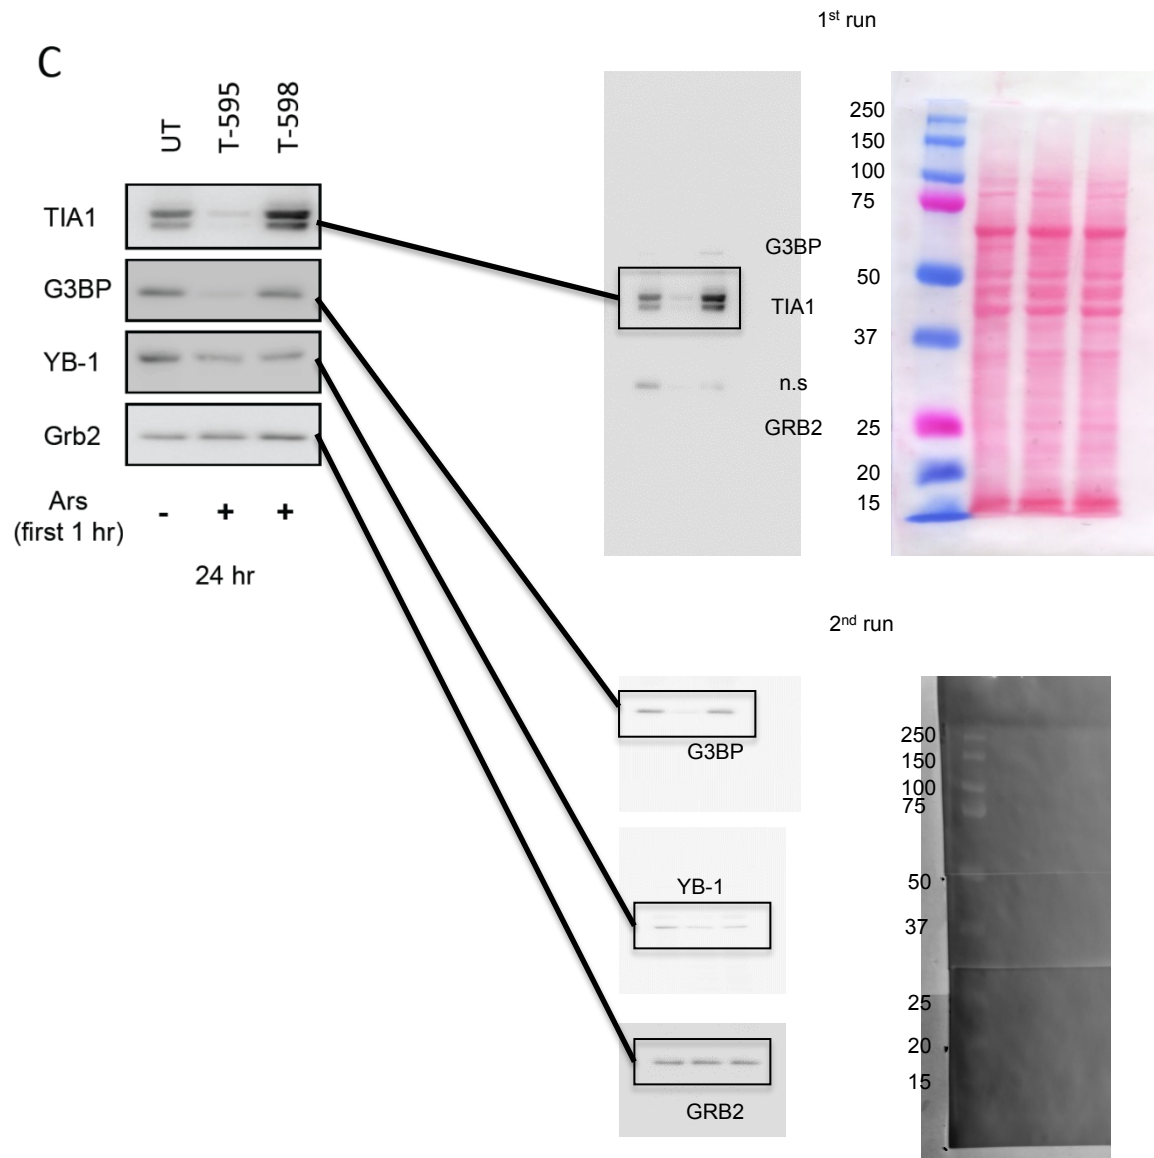 1st run
C
UT
T-595
T-598
TIA1
G3BP
YB-1
Grb2
Ars
(first 1 hr)
- + +
24 hr
G3BP
TIA1
n.s
GRB2
250
150
100
75
50
37
25
20
15
2nd run
G3BP
YB-1
GRB2
250
150
100
75
50
37
25
20
15